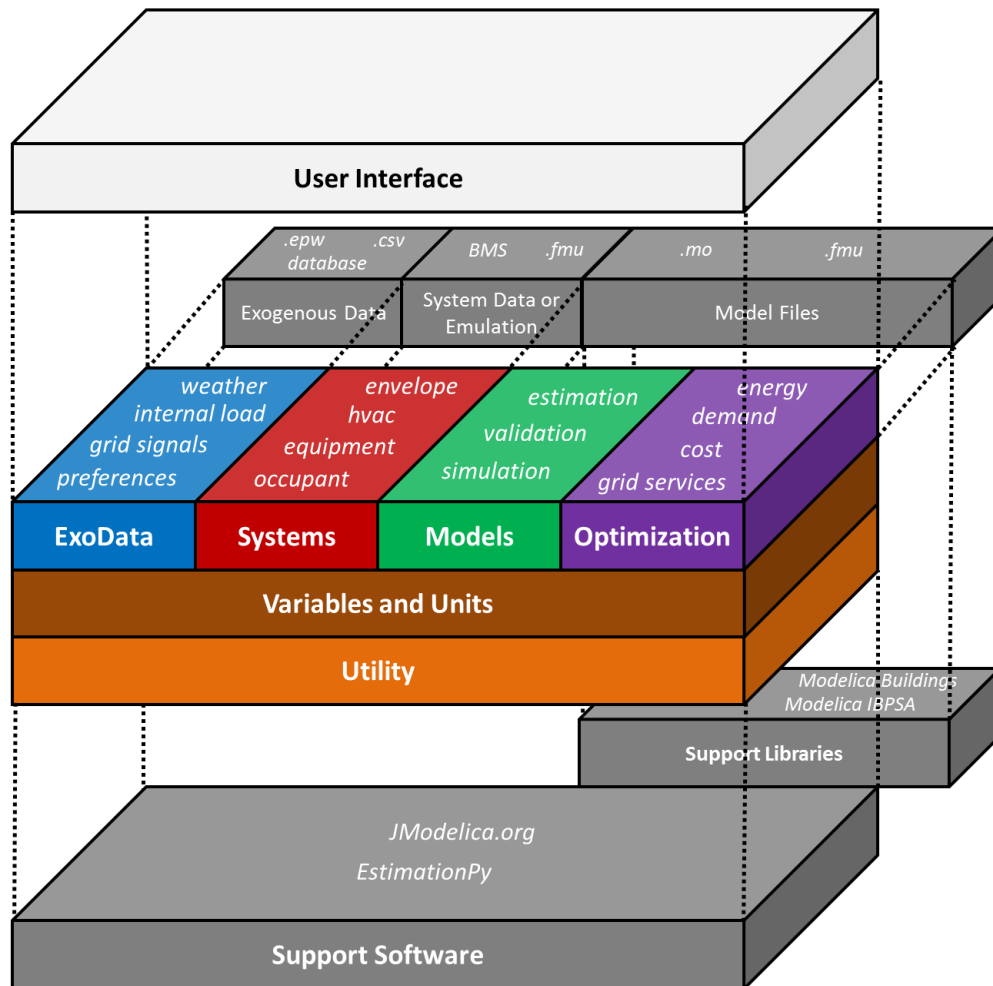 User Interface
.epw .csv
database
BMS .fmu
.mo .fmu
Exogenous Data
System Data or
Emulation
Model Files
weather
internal load
grid signals
preferences
envelope
hvac
equipment
occupant
estimation
validation
simulation
energy
demand
cost
grid services
ExoData
Systems
Models
Optimization
Variables and Units
Utility
Modelica Buildings
Modelica IBPSA
Support Libraries
JModelica.org
EstimationPy
Support Software